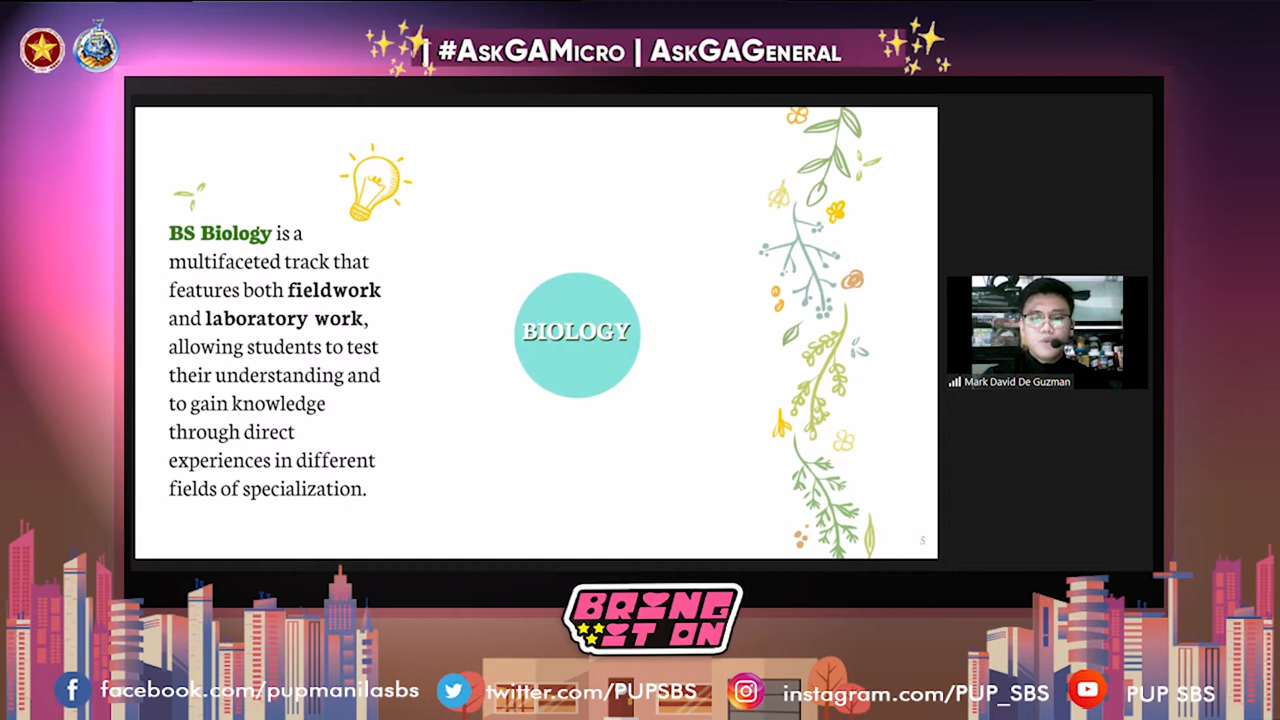 | #AskGAMicro | AskGAGeneral
BS Biology is a
multifaceted track that
features both fieldwork
and laboratory work,
allowing students to test
their understanding and
to gain knowledge
through direct
experiences in different
fields of specialization.
BIOLOGY
5
Mark David De Guzman
BRING
IT ON
facebook.com/pupmanilasbs
twitter.com/PUPSBS
instagram.com/PUP_SBS
PUP SBS